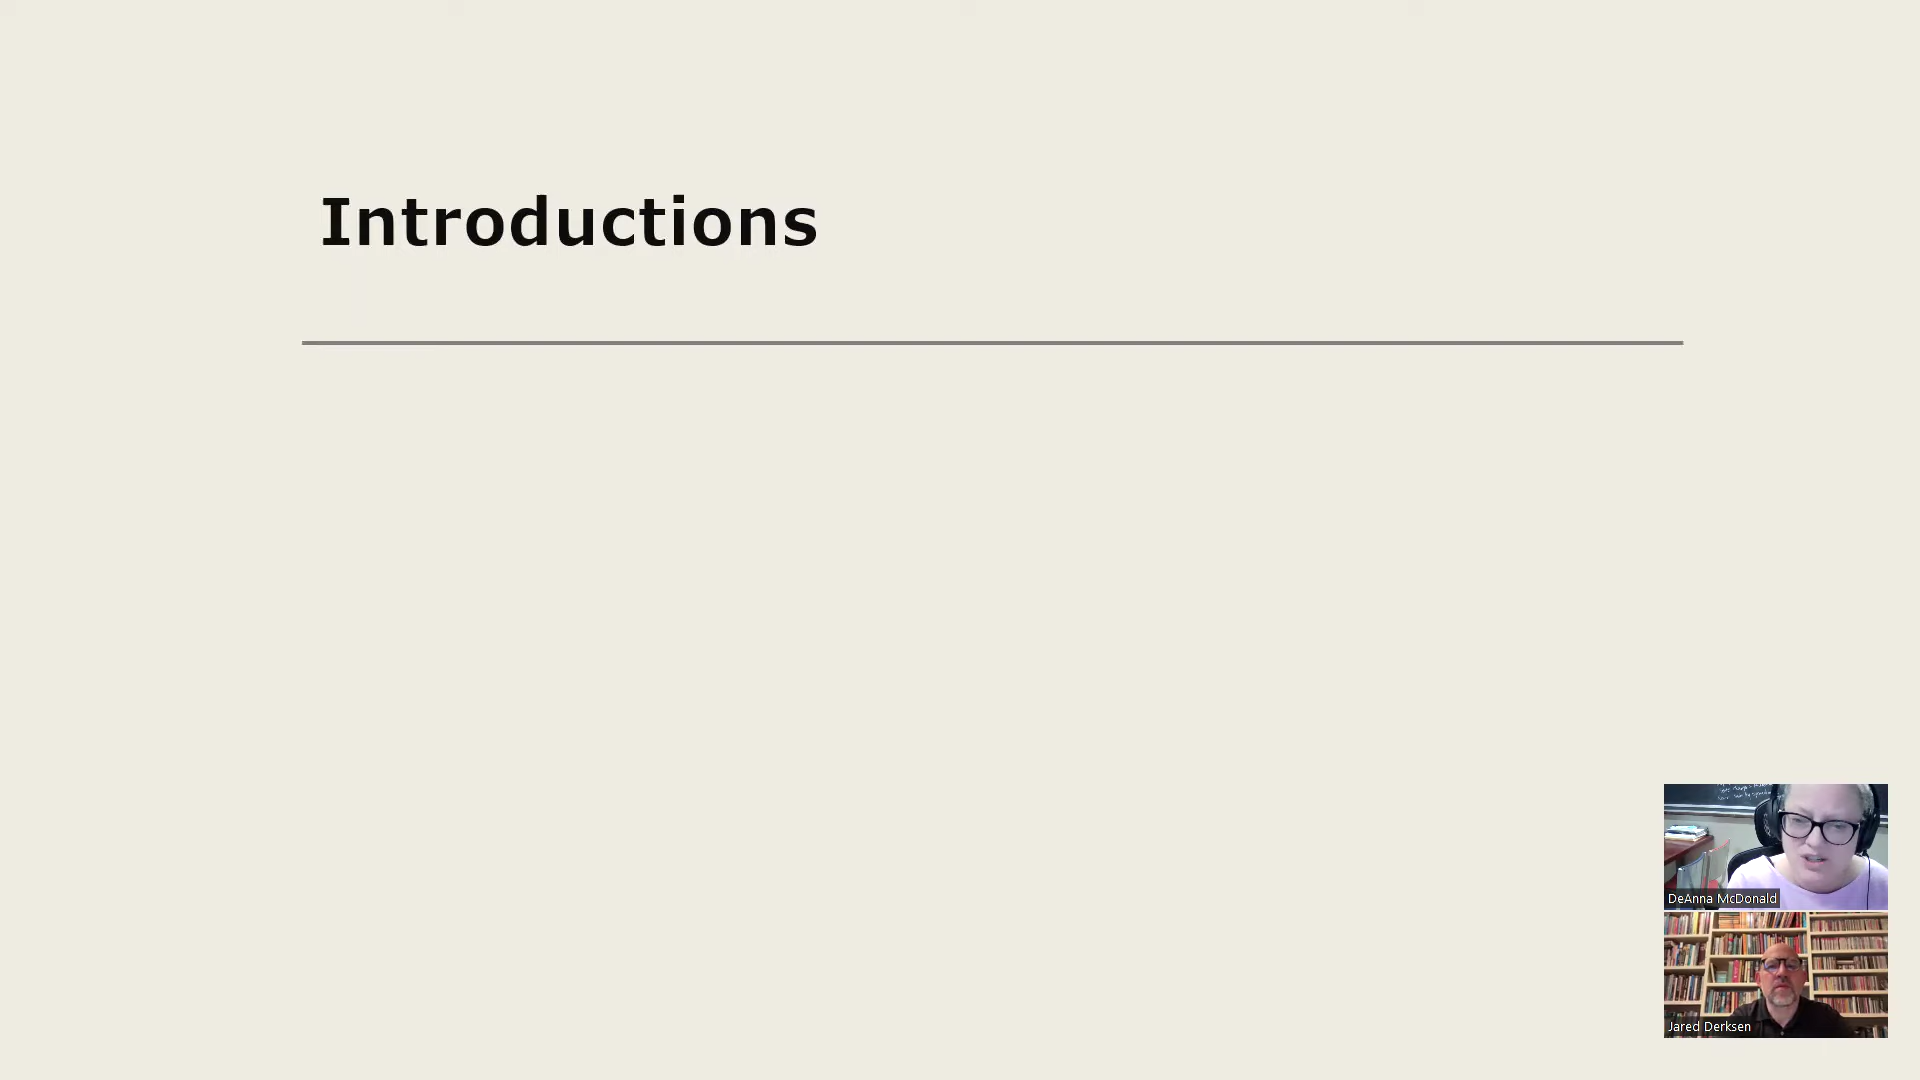 Introductions
DeAnna McDonald
Jared Derksen